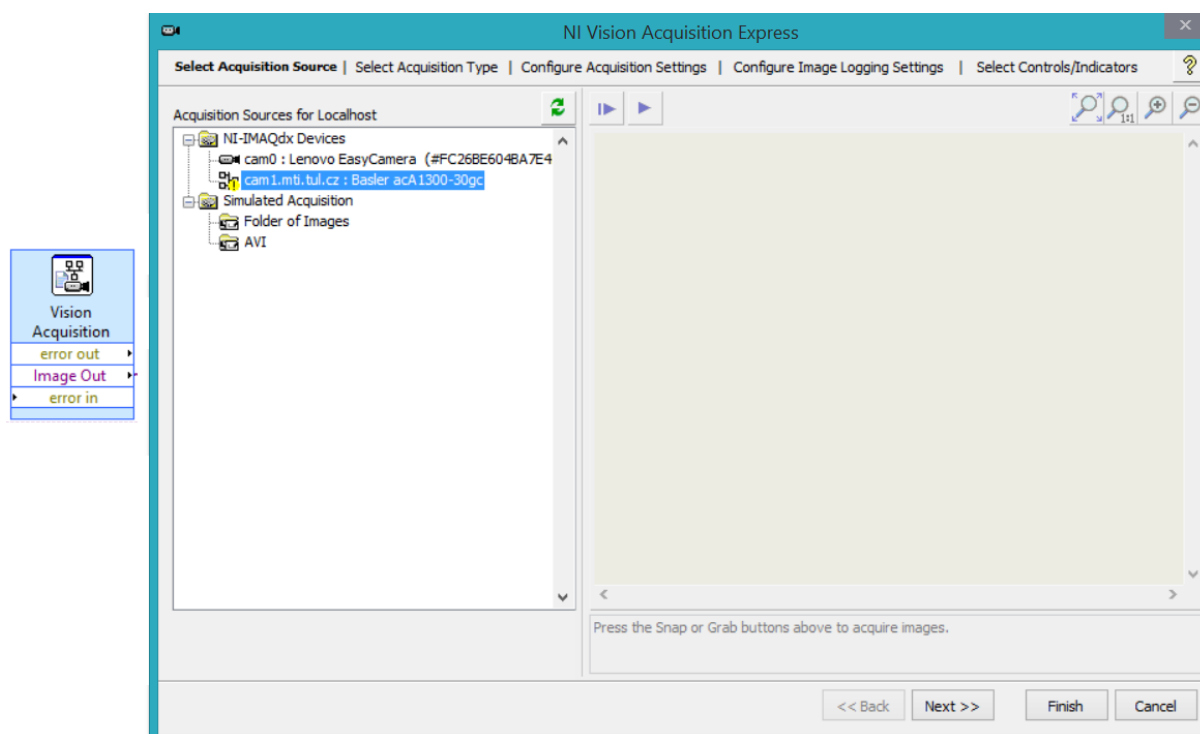 NI Vision Acquisition Express
Select Acquisition Source | Select Acquisition Type | Configure Acquisition Settings | Configure Image Logging Settings | Select Controls/Indicators
Acquisition Sources for Localhost
NI-IMAQdx Devices
cam0 : Lenovo EasyCamera (#FC26BE604BA7E4
cam1.mti.tul.cz : Basler acA1300-30gc
Simulated Acquisition
Folder of Images
AVI
1:1
Vision
Acquisition
error out
Image Out
error in
Press the Snap or Grab buttons above to acquire images.
<< Back Next >> Finish Cancel